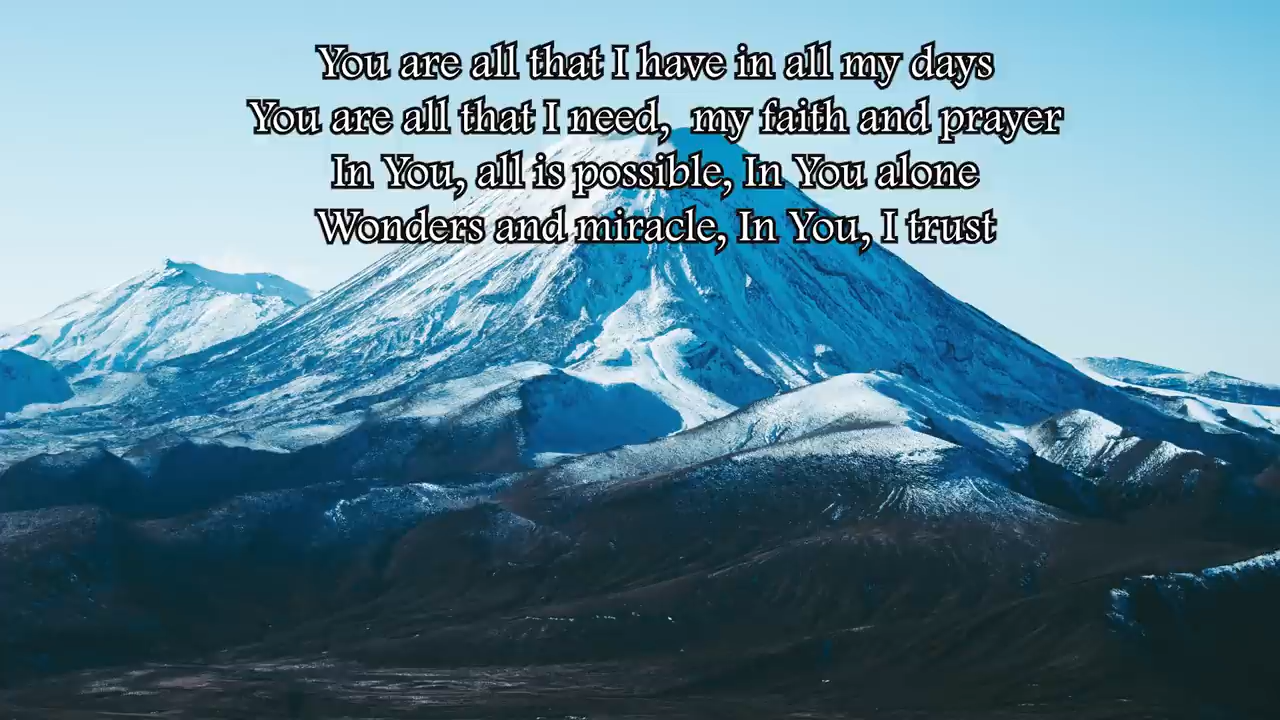 You are all that I have in all my days
You are all that I need, my faith and prayer
In You, all is possible, In You alone
Wonders and miracle, In You, I trust